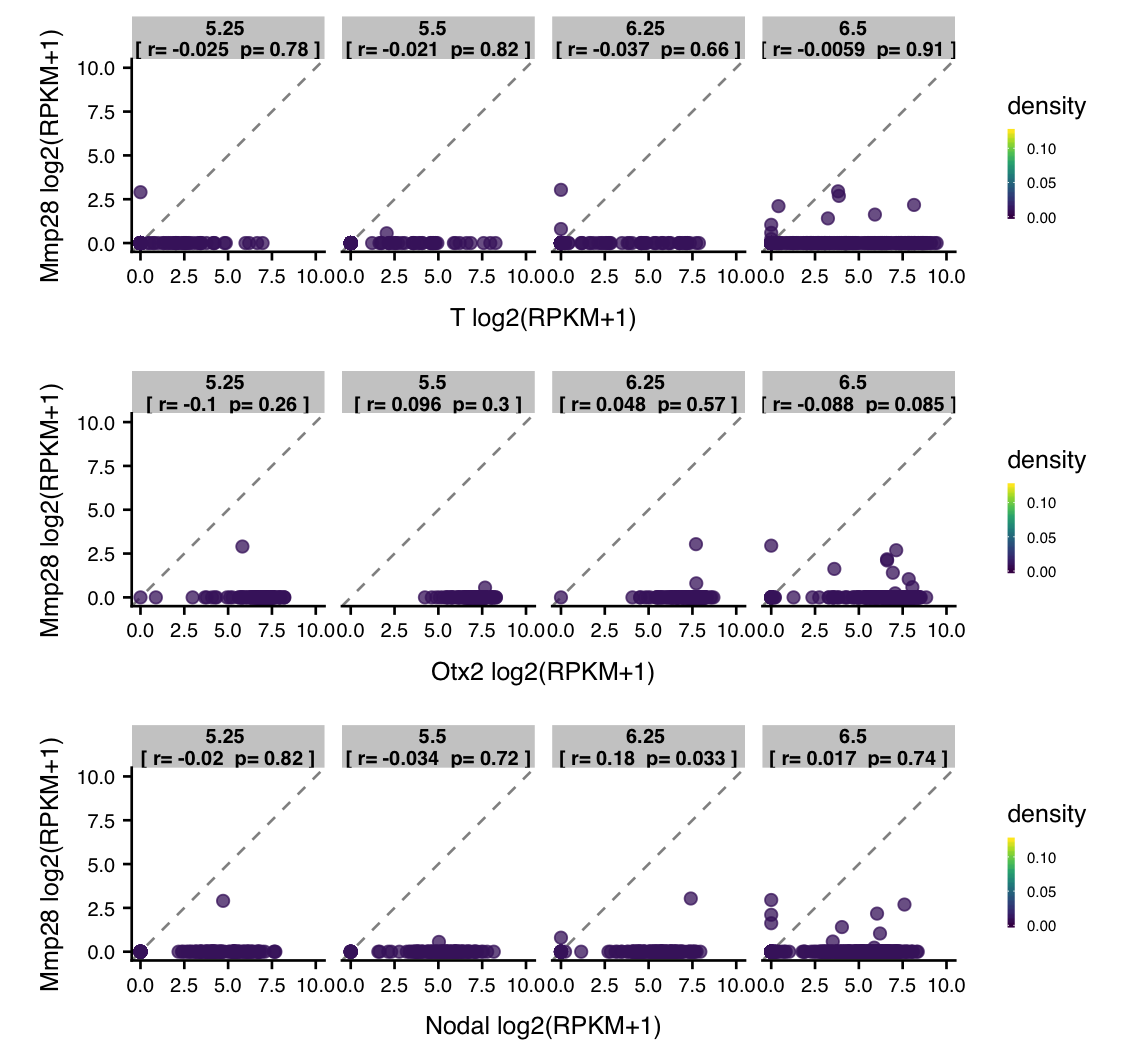 5.25 5.5 6.25 6.5
[ r= -0.025 p= 0.78 ] [ r= -0.021 p= 0.82 ] [ r= -0.037 p= 0.66 ] [ r= -0.0059 p= 0.91 ]
Mmp28 log2(RPKM+1)
10.0
7.5
5.0
2.5
0.0
0.0 2.5 5.0 7.5 10.0 0.0 2.5 5.0 7.5 10.0 0.0 2.5 5.0 7.5 10.0 0.0 2.5 5.0 7.5 10.0
T log2(RPKM+1)
density
0.10
0.05
0.00
5.25 5.5 6.25 6.5
[ r= -0.1 p= 0.26 ] [ r= 0.096 p= 0.3 ] [ r= 0.048 p= 0.57 ] [ r= -0.088 p= 0.085 ]
Mmp28 log2(RPKM+1)
10.0
7.5
5.0
2.5
0.0
0.0 2.5 5.0 7.5 10.0 0.0 2.5 5.0 7.5 10.0 0.0 2.5 5.0 7.5 10.0 0.0 2.5 5.0 7.5 10.0
Otx2 log2(RPKM+1)
density
0.10
0.05
0.00
5.25 5.5 6.25 6.5
[ r= -0.02 p= 0.82 ] [ r= -0.034 p= 0.72 ] [ r= 0.18 p= 0.033 ] [ r= 0.017 p= 0.74 ]
Mmp28 log2(RPKM+1)
10.0
7.5
5.0
2.5
0.0
0.0 2.5 5.0 7.5 10.0 0.0 2.5 5.0 7.5 10.0 0.0 2.5 5.0 7.5 10.0 0.0 2.5 5.0 7.5 10.0
Nodal log2(RPKM+1)
density
0.10
0.05
0.00